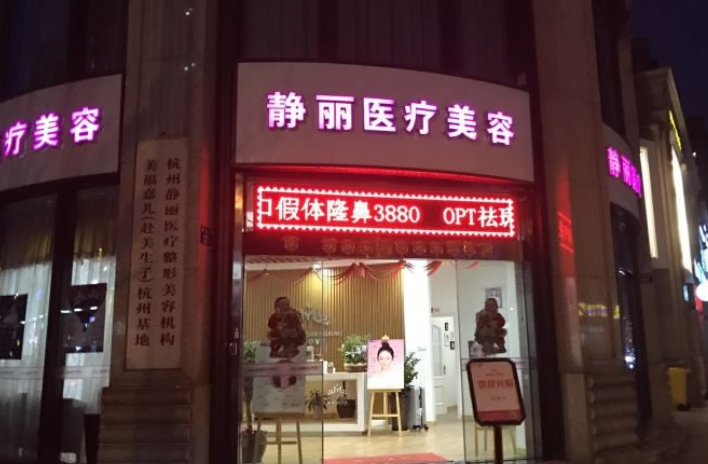 疗美容
静丽医疗美容
静丽
口假体隆鼻3880 OPT祛
杭州静丽医疗整形美容机构
美福嘉儿(赴美生子)杭州基地